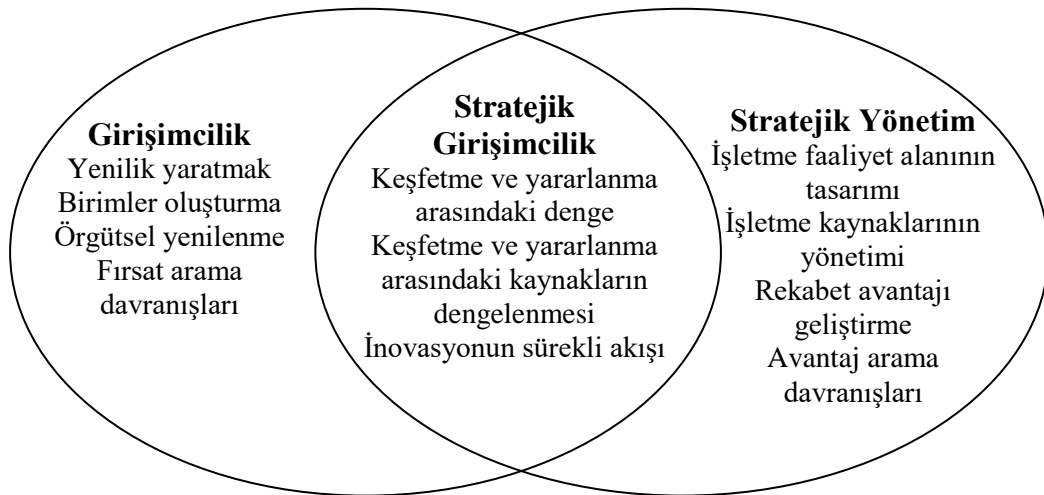 Girişimcilik
Yenilik yaratmak
Birimler oluşturma
Örgütsel yenilenme
Fırsat arama
davranışları
Stratejik
Girişimcilik
Keşfetme ve yararlanma
arasındaki denge
Keşfetme ve yararlanma
arasındaki kaynakların
dengelenmesi
İnovasyonun sürekli akışı
Stratejik Yönetim
İşletme faaliyet alanının
tasarımı
İşletme kaynaklarının
yönetimi
Rekabet avantajı
geliştirme
Avantaj arama
davranışları